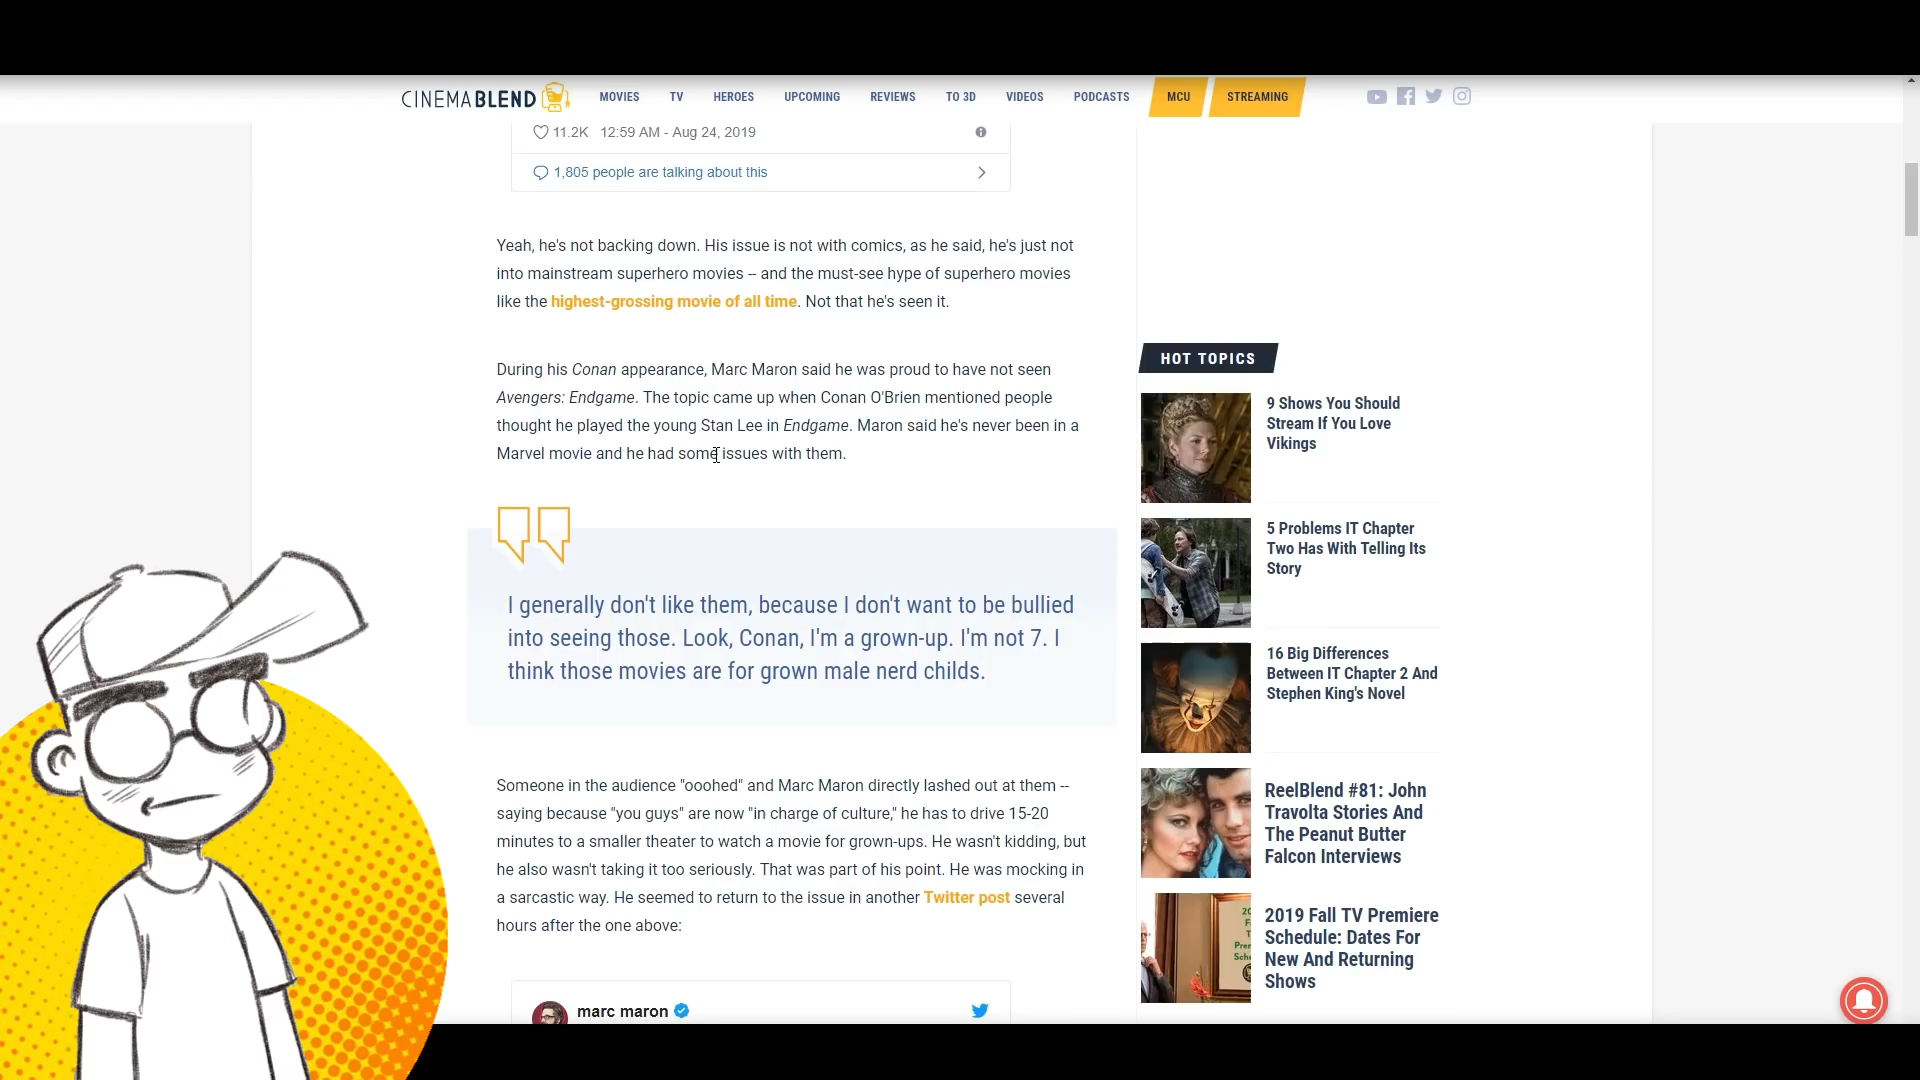 CINEMABLEND
MOVIES
TV
HEROES
UPCOMING
REVIEWS
TO 3D
VIDEOS
PODCASTS
MCU
STREAMING
11.2K 12:59 AM - Aug 24, 2019
1,805 people are talking about this
Yeah, he's not backing down. His issue is not with comics, as he said, he's just not
into mainstream superhero movies -- and the must-see hype of superhero movies
like the highest-grossing movie of all time. Not that he's seen it.
During his Conan appearance, Marc Maron said he was proud to have not seen
Avengers: Endgame. The topic came up when Conan O'Brien mentioned people
thought he played the young Stan Lee in Endgame. Maron said he's never been in a
Marvel movie and he had some issues with them.
I generally don't like them, because I don't want to be bullied
into seeing those. Look, Conan, I'm a grown-up. I'm not 7. I
think those movies are for grown male nerd childs.
Someone in the audience "ooohed" and Marc Maron directly lashed out at them --
saying because "you guys" are now "in charge of culture," he has to drive 15-20
minutes to a smaller theater to watch a movie for grown-ups. He wasn't kidding, but
he also wasn't taking it too seriously. That was part of his point. He was mocking in
a sarcastic way. He seemed to return to the issue in another Twitter post several
hours after the one above:
marc maron
HOT TOPICS
9 Shows You Should
Stream If You Love
Vikings
5 Problems IT Chapter
Two Has With Telling Its
Story
16 Big Differences
Between IT Chapter 2 And
Stephen King's Novel
ReelBlend #81: John
Travolta Stories And
The Peanut Butter
Falcon Interviews
2019 Fall TV Premiere
Schedule: Dates For
New And Returning
Shows